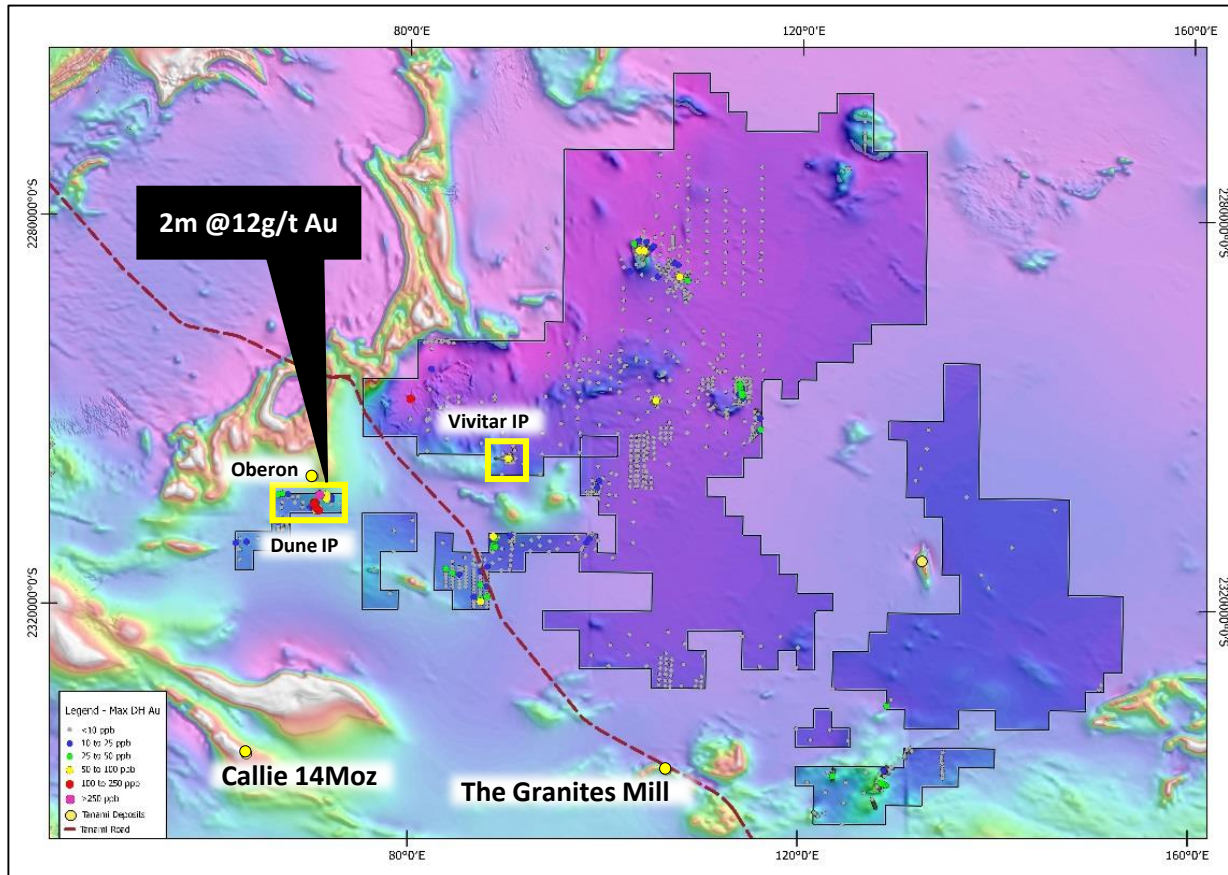 80°0'E
120°0'E
160°0'E
2280000°0'S
2280000°0'S
2m @12g/t Au
Vivitar IP
Oberon
Dune IP
2320000°0'S
2320000°0'S
Legend - Max DH Au
<10 ppb
10 to 25 ppb
25 to 50 ppb
50 to 100 ppb
100 to 250 ppb
>250 ppb
Tanami Deposits
Tanami Road
Callie 14Moz
The Granites Mill
80°0'E
120°0'E
160°0'E